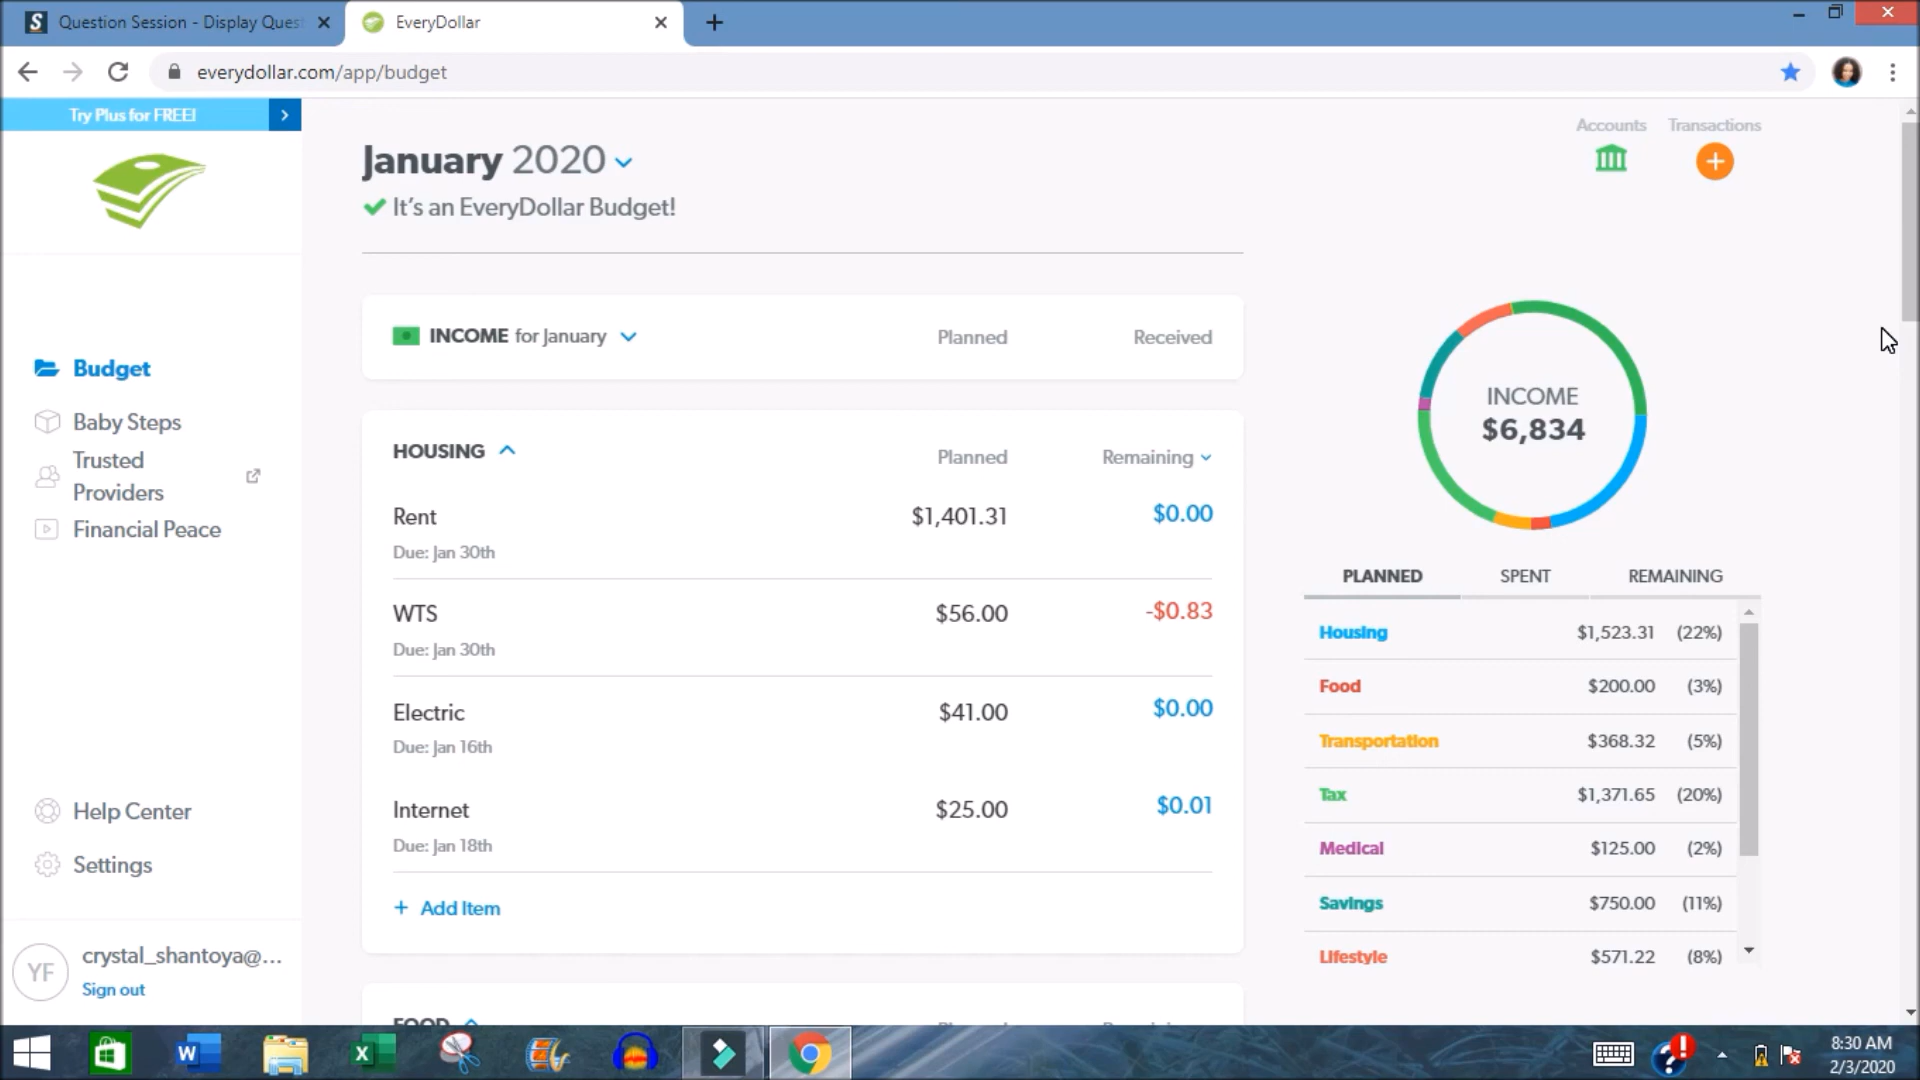 Question Session - Display Ques
EveryDollar
everydollar.com/app/budget
Try Plus for FREE!
Accounts
Transactions
January 2020
It's an EveryDollar Budget!
INCOME for January
Planned
Received
INCOME
$6,834
Budget
Baby Steps
Trusted
Providers
Financial Peace
Help Center
Settings
YF
crystal_shantoya@...
Sign out
HOUSING
Planned
Remaining
Rent
$1,401.31
$0.00
Due: Jan 30th
WTS
$56.00
-$0.83
Due: Jan 30th
Electric
$41.00
$0.00
Due: Jan 16th
Internet
$25.00
$0.01
Due: Jan 18th
+ Add Item
FOOD
Planned
PLANNED
SPENT
REMAINING
Housing $1,523.31 (22%)
Food $200.00 (3%)
Transportation $368.32 (5%)
Tax $1,371.65 (20%)
Medical $125.00 (2%)
Savings $750.00 (11%)
Lifestyle $571.22 (8%)
8:30 AM
2/3/2020